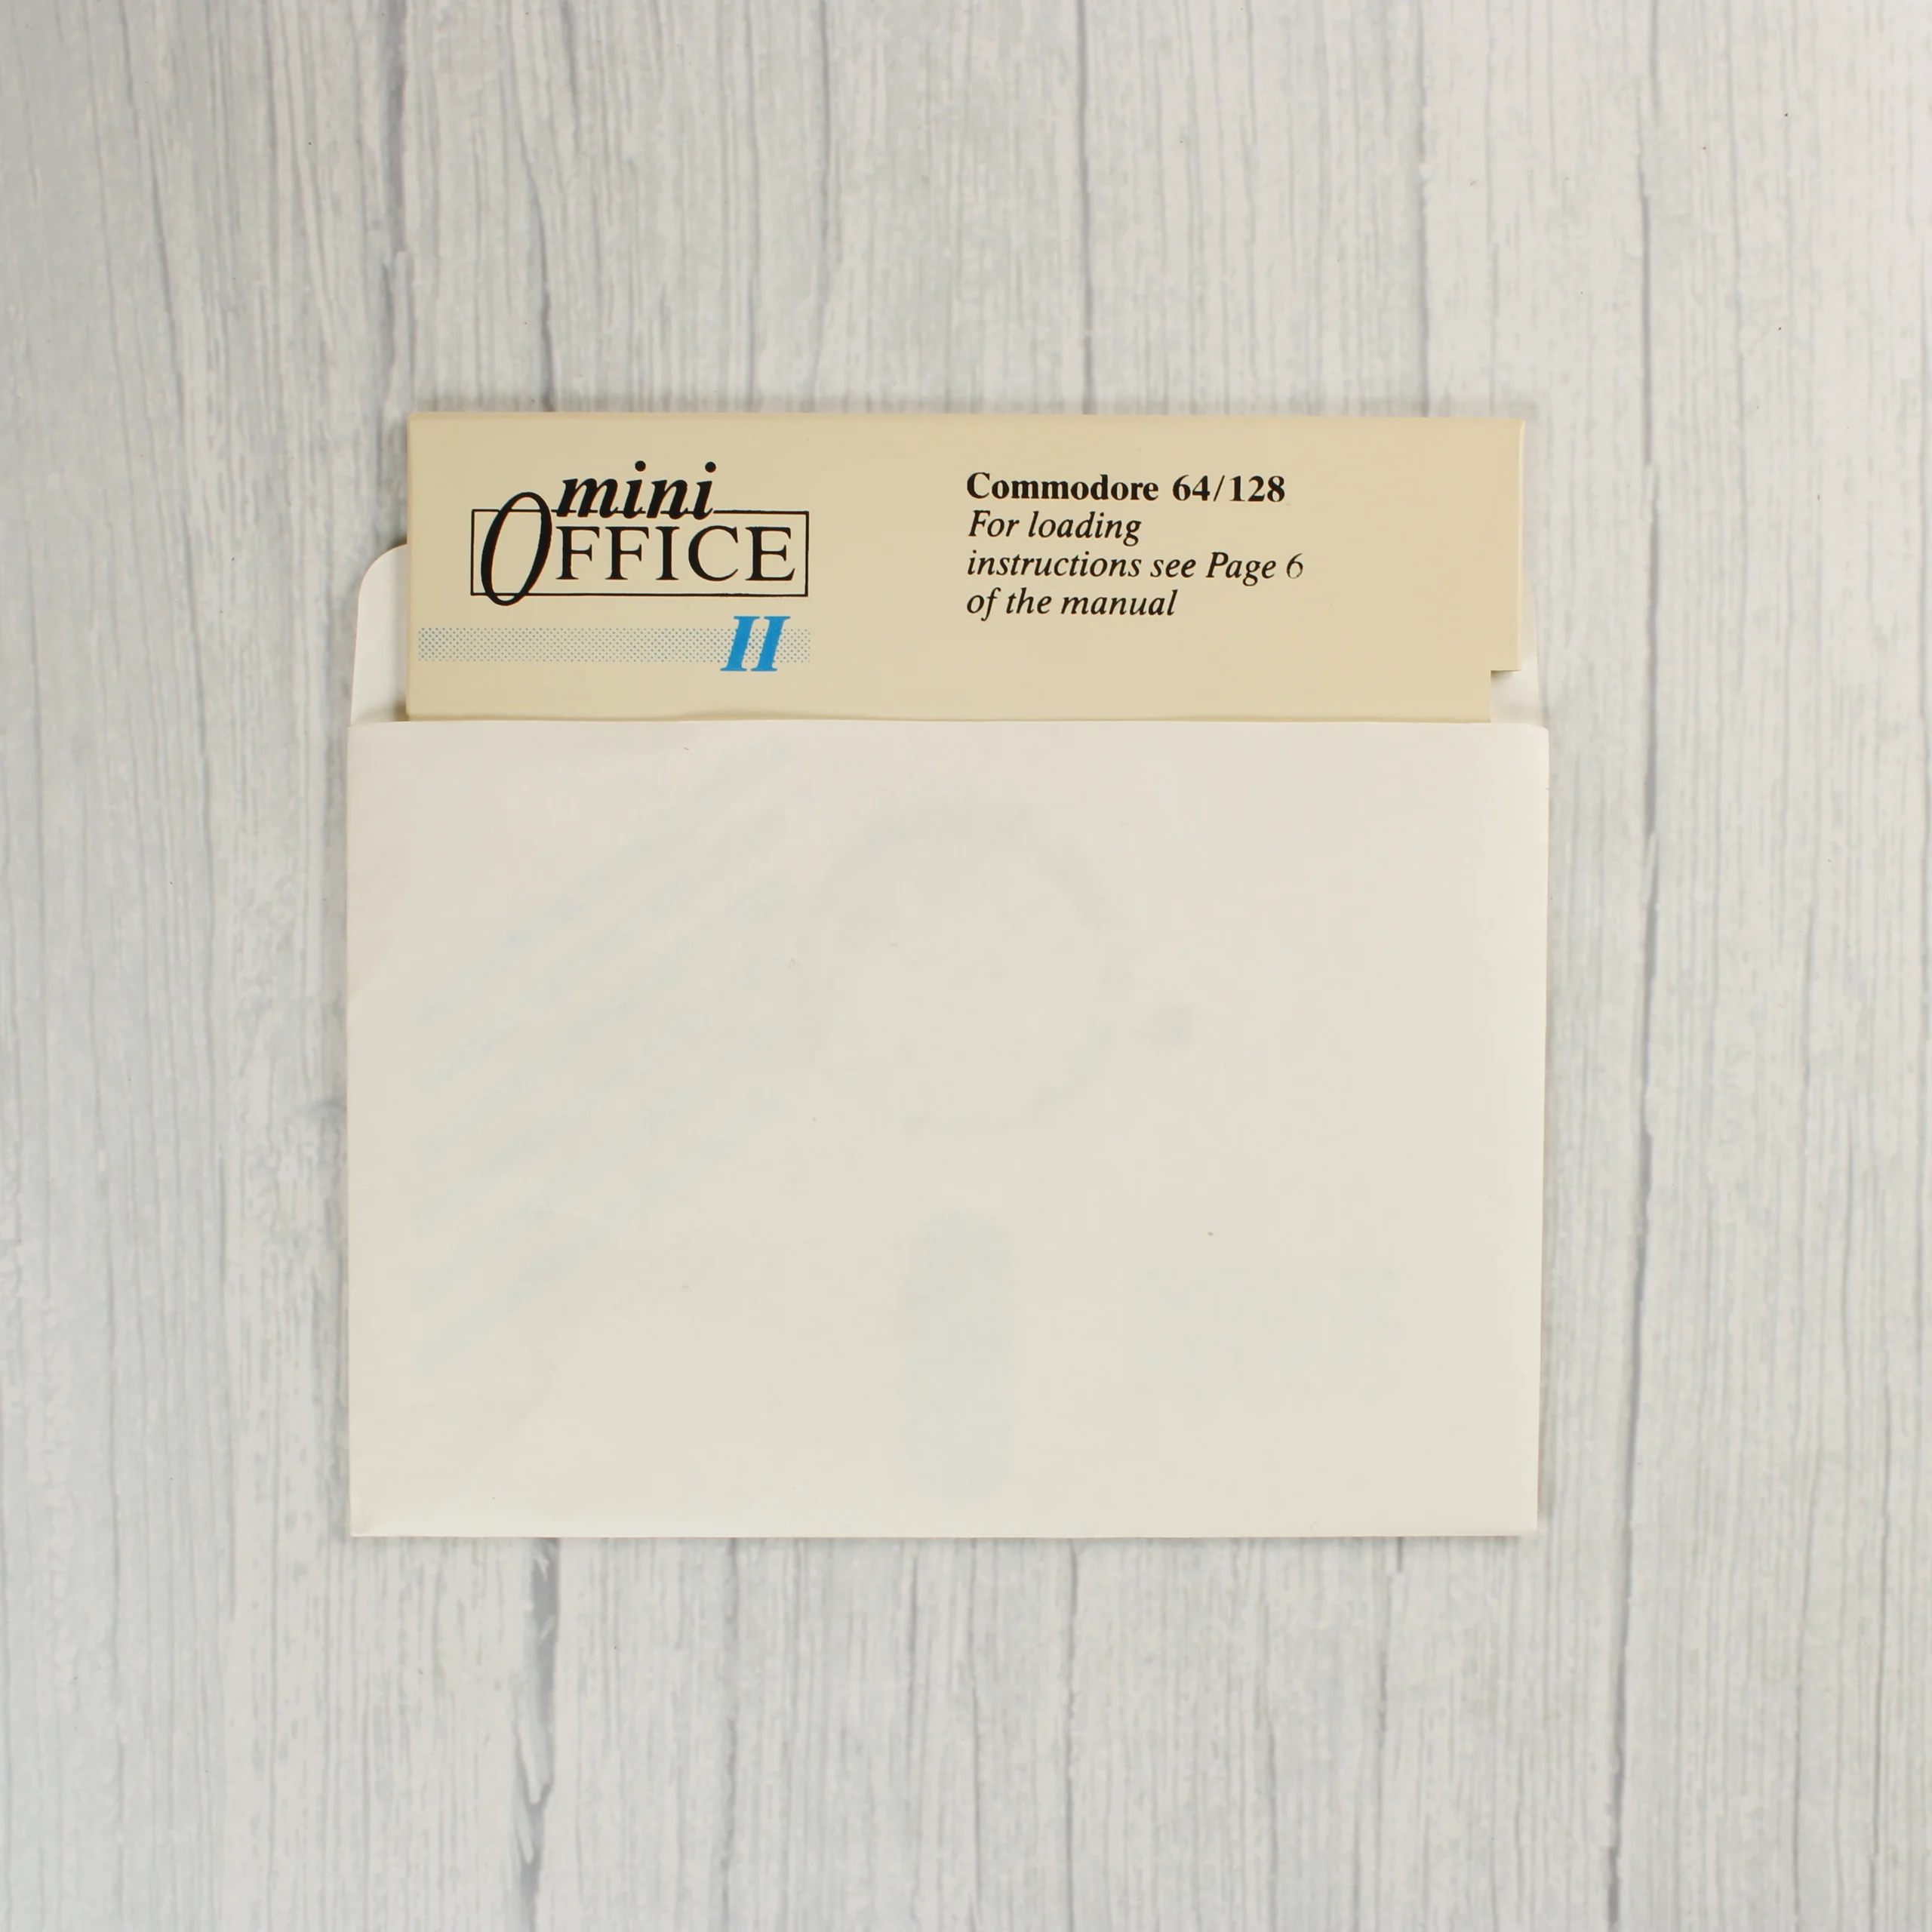 mini
OFFICE
II
Commodore 64/128
For loading
instructions see Page 6
of the manual